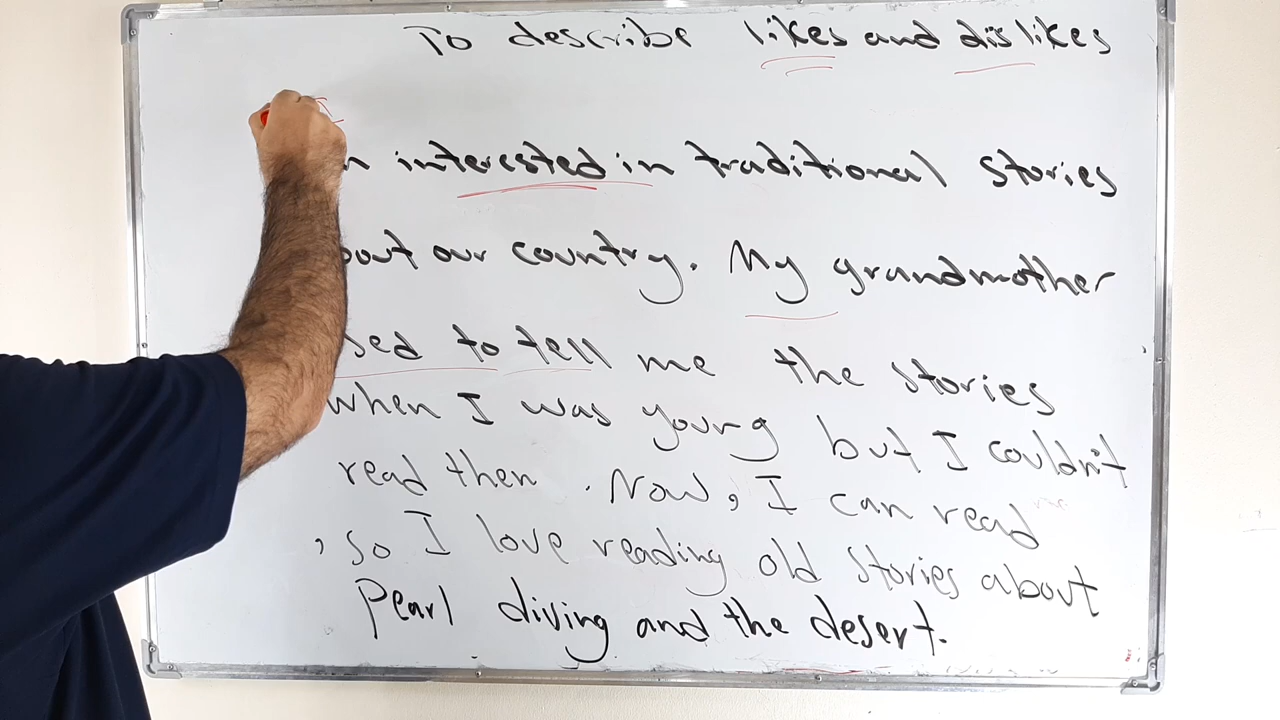 To describe likes and dislikes
interested in traditional stories
our country. My grandmother
to tell me the stories
when I was young but I couldn't
read then . Now, I can read
, so I love reading old stories about
Pearl diving and the desert.